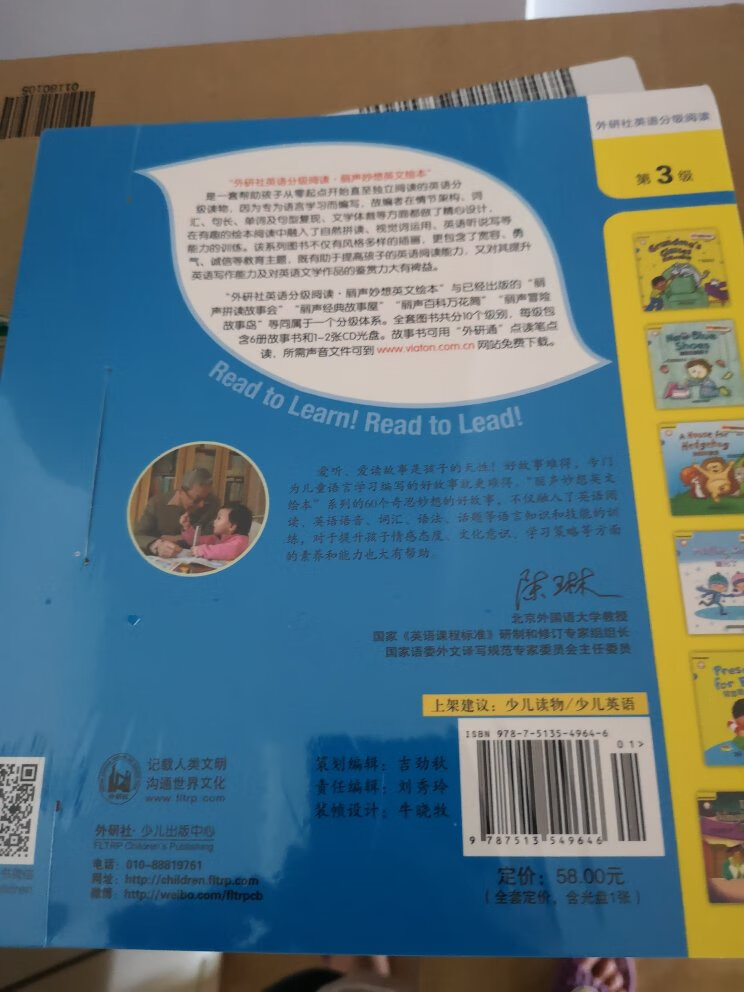 01180105
外研社英语分级阅读
第3级
"外研社英语分级阅读·丽声妙想英文绘本"
是一套帮助孩子从零起点开始直至独立阅读的英语分
级读物,因为专为语言学习而编写,故编者在情节架构、词
汇、句长、单词及句型复现、文学体裁等方面都做了精心设计,
在有趣的绘本阅读中融入了自然拼读、视觉词运用、英语听说写等
能力的训练。该系列图书不仅有风格多样的插画,更包含了宽容、勇
气、诚信等教育主题,既有助于提高孩子的英语阅读能力,又对其提升
英语写作能力及对英语文学作品的鉴赏力大有裨益。
"外研社英语分级阅读·丽声妙想英文绘本"与已经出版的"丽
声拼读故事会""丽声经典故事屋""丽声百科万花筒""丽声冒险
故事岛"等同属于一个分级体系。全套图书共分10个级别,每级包
含6册故事书和1-2张CD光盘。故事书可用"外研通"点读笔点
读,所需声音文件可到www.viaton.com.cn网站免费下载。
Read to Learn! Read to Lead!
爱听、爱读故事是孩子的天性!好故事难得,专门
为儿童语言学习编写的好故事就更难得。"丽声妙想英文
绘本"系列的60个奇思妙想的好故事,不仅融入了英语阅
读、英语语音、词汇、语法、话题等语言知识和技能的训
练,对于提升孩子情感态度、文化意识、学习策略等方面
的素养和能力也大有帮助。
陈琳
北京外国语大学教授
国家《英语课程标准》研制和修订专家组组长
国家语委外文译写规范专家委员会主任委员
上架建议:少儿读物/少儿英语
ISBN 978-7-5135-4964-6
01>
9 787513 549646
定价:58.00元
(全套定价,含光盘1张)
策划编辑:吉劲秋
责任编辑:刘秀玲
装帧设计:牛晓牧
外研社
记载人类文明
沟通世界文化
www.fltrp.com
外研社·少儿出版中心
FLTRP Children's Publishing
电话:010-88819761
网址:http://children.fltrp.com
微博:http://weibo.com/fltrpcb
Grandma's
Glasses
New Blue
Shoes
A House for
Hedgehog
Pres
for